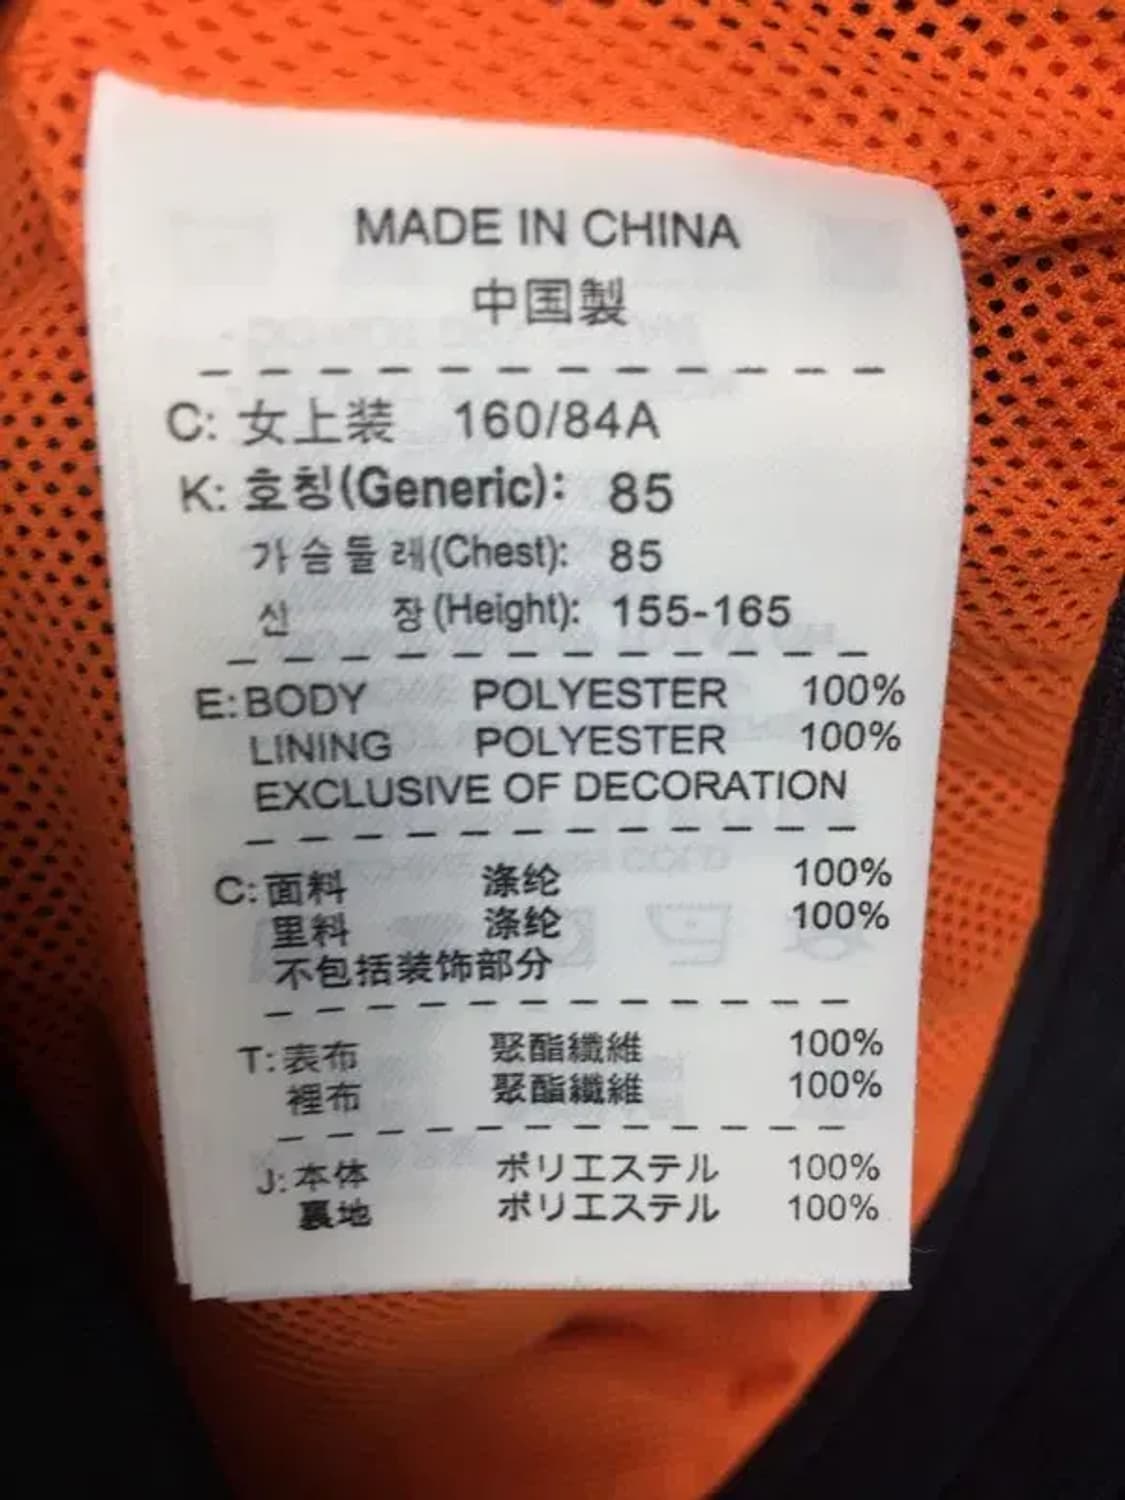 MADE IN CHINA
中国製
C: 女上装 160/84A
K: 호칭(Generic): 85
가슴둘레(Chest): 85
신 장(Height): 155-165
E: BODY POLYESTER 100%
LINING POLYESTER 100%
EXCLUSIVE OF DECORATION
C: 面料 涤纶 100%
里料 涤纶 100%
不包括装饰部分
T: 表布 聚酯纖維 100%
裡布 聚酯纖維 100%
J: 本体 ポリエステル 100%
裏地 ポリエステル 100%